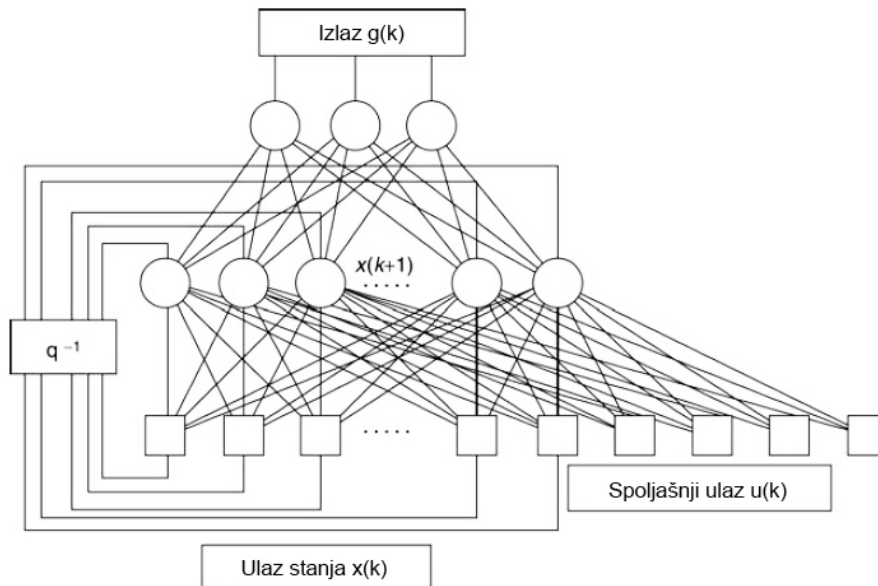 Izlaz g(k)
x(k+1)
.....
q⁻¹
.....
Spoljašnji ulaz u(k)
Ulaz stanja x(k)